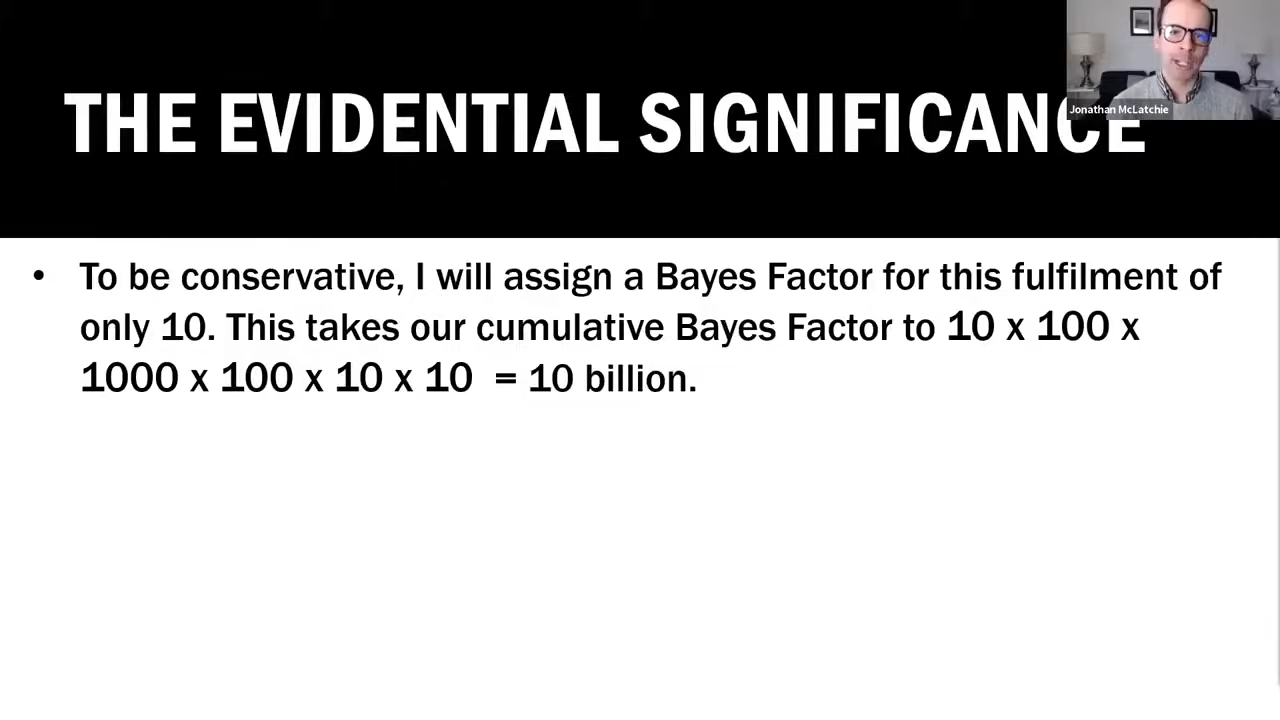 THE EVIDENTIAL SIGNIFICANCE
Jonathan McLatchie
• To be conservative, I will assign a Bayes Factor for this fulfilment of
only 10. This takes our cumulative Bayes Factor to 10 x 100 x
1000 x 100 x 10 x 10 = 10 billion.